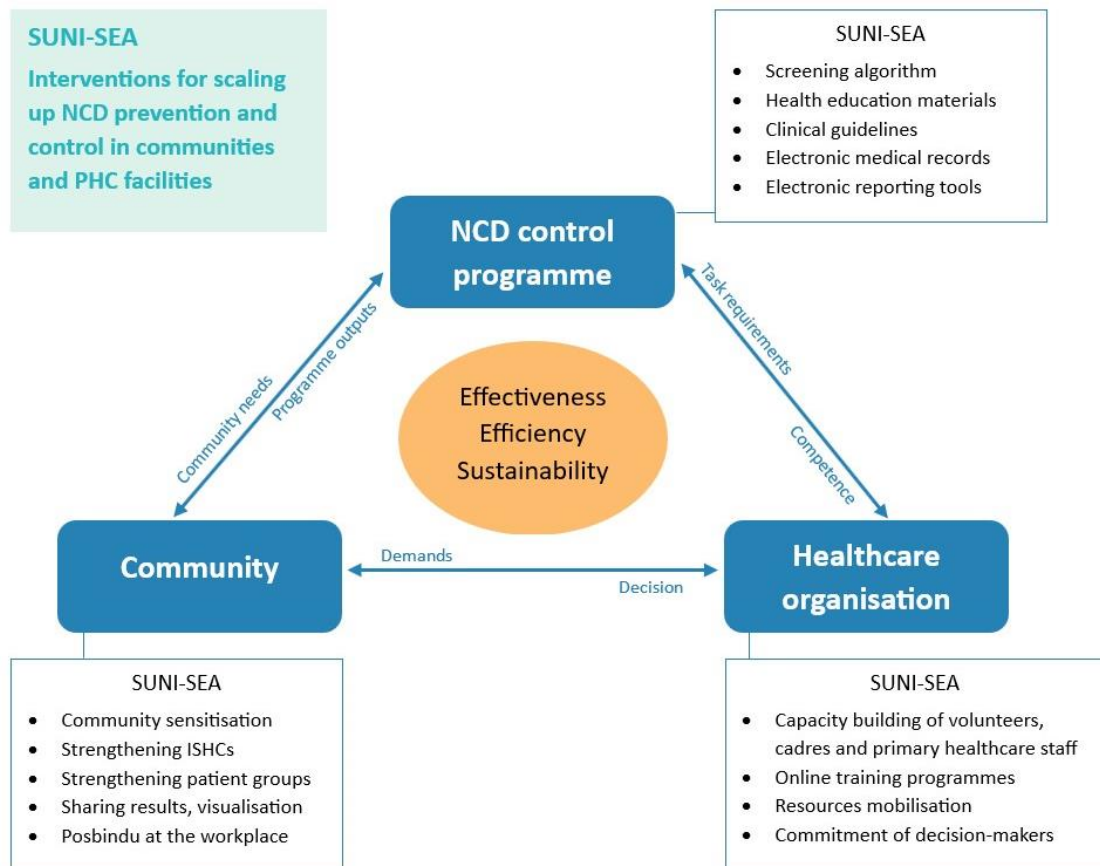 SUNI-SEA
Interventions for scaling
up NCD prevention and
control in communities
and PHC facilities
SUNI-SEA
• Screening algorithm
• Health education materials
• Clinical guidelines
• Electronic medical records
• Electronic reporting tools
NCD control
programme
Community needs
Programme outputs
Task requirements
Competence
Effectiveness
Efficiency
Sustainability
Community
Demands
Decision
Healthcare
organisation
SUNI-SEA
• Community sensitisation
• Strengthening ISHCs
• Strengthening patient groups
• Sharing results, visualisation
• Posbindu at the workplace
SUNI-SEA
• Capacity building of volunteers,
cadres and primary healthcare staff
• Online training programmes
• Resources mobilisation
• Commitment of decision-makers